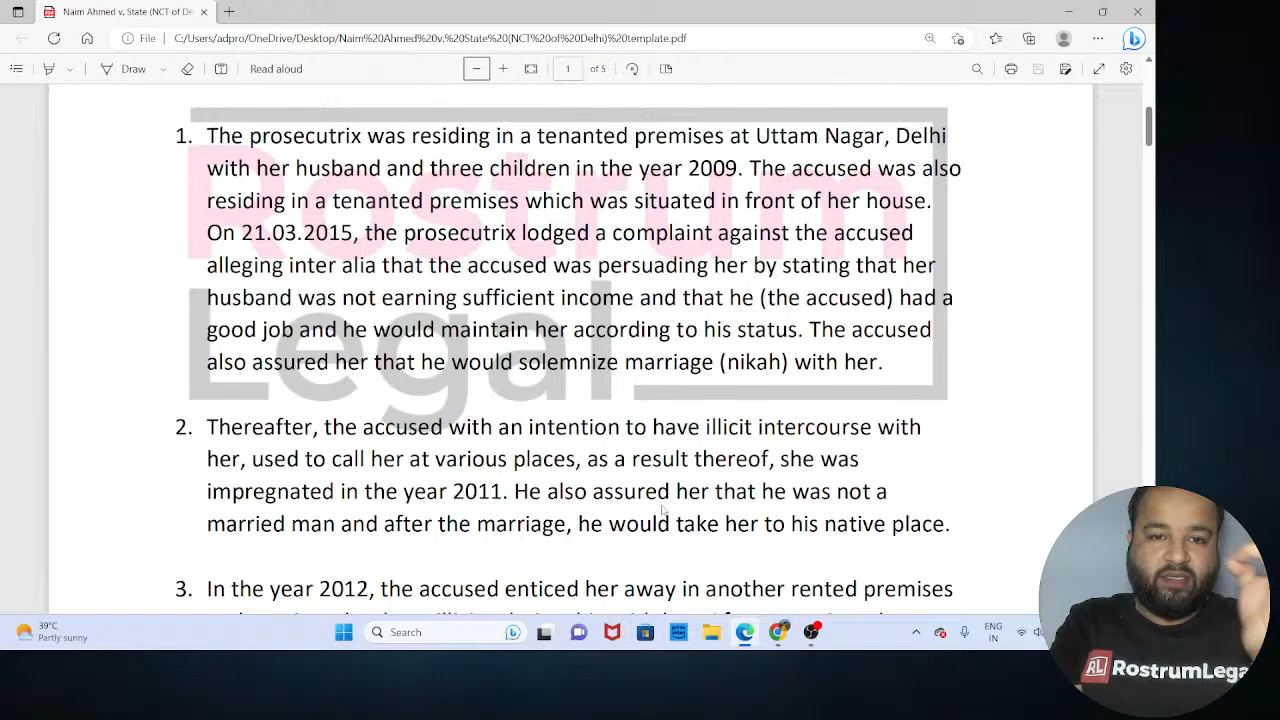 Naim Ahmed v. State (NCT of De
File
C:/Users/adpro/OneDrive/Desktop/Naim%20Ahmed%20v.%20State%20(NCT%20of%20Delhi)%20template.pdf
Draw
Read aloud
1 of 5
Rostrum
Legal
1. The prosecutrix was residing in a tenanted premises at Uttam Nagar, Delhi
with her husband and three children in the year 2009. The accused was also
residing in a tenanted premises which was situated in front of her house.
On 21.03.2015, the prosecutrix lodged a complaint against the accused
alleging inter alia that the accused was persuading her by stating that her
husband was not earning sufficient income and that he (the accused) had a
good job and he would maintain her according to his status. The accused
also assured her that he would solemnize marriage (nikah) with her.
2. Thereafter, the accused with an intention to have illicit intercourse with
her, used to call her at various places, as a result thereof, she was
impregnated in the year 2011. He also assured her that he was not a
married man and after the marriage, he would take her to his native place.
3. In the year 2012, the accused enticed her away in another rented premises
39°C
Partly sunny
Search
prime video
ENG
IN
RL RostrumLega